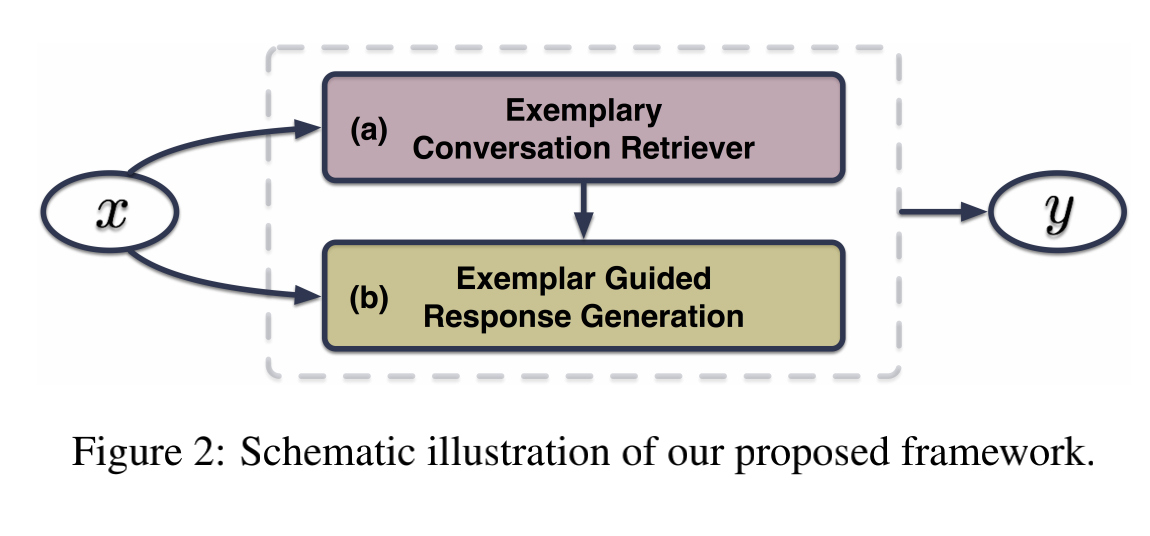 x
(a)
Exemplary
Conversation Retriever
(b)
Exemplar Guided
Response Generation
y
Figure 2: Schematic illustration of our proposed framework.